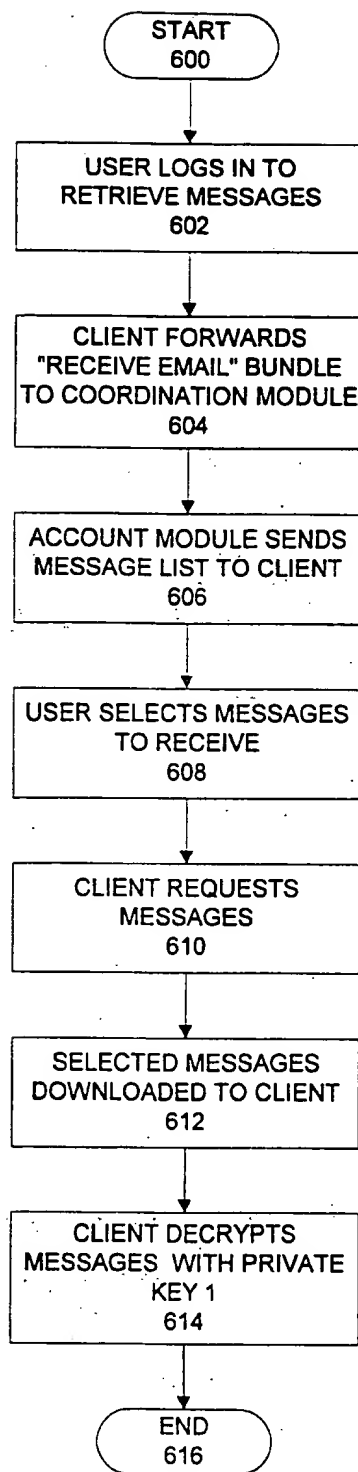 START
600
USER LOGS IN TO
RETRIEVE MESSAGES
602
CLIENT FORWARDS
"RECEIVE EMAIL" BUNDLE
TO COORDINATION MODULE
604
ACCOUNT MODULE SENDS
MESSAGE LIST TO CLIENT
606
USER SELECTS MESSAGES
TO RECEIVE
608
CLIENT REQUESTS
MESSAGES
610
SELECTED MESSAGES
DOWNLOADED TO CLIENT
612
CLIENT DECRYPTS
MESSAGES WITH PRIVATE
KEY 1
614
END
616